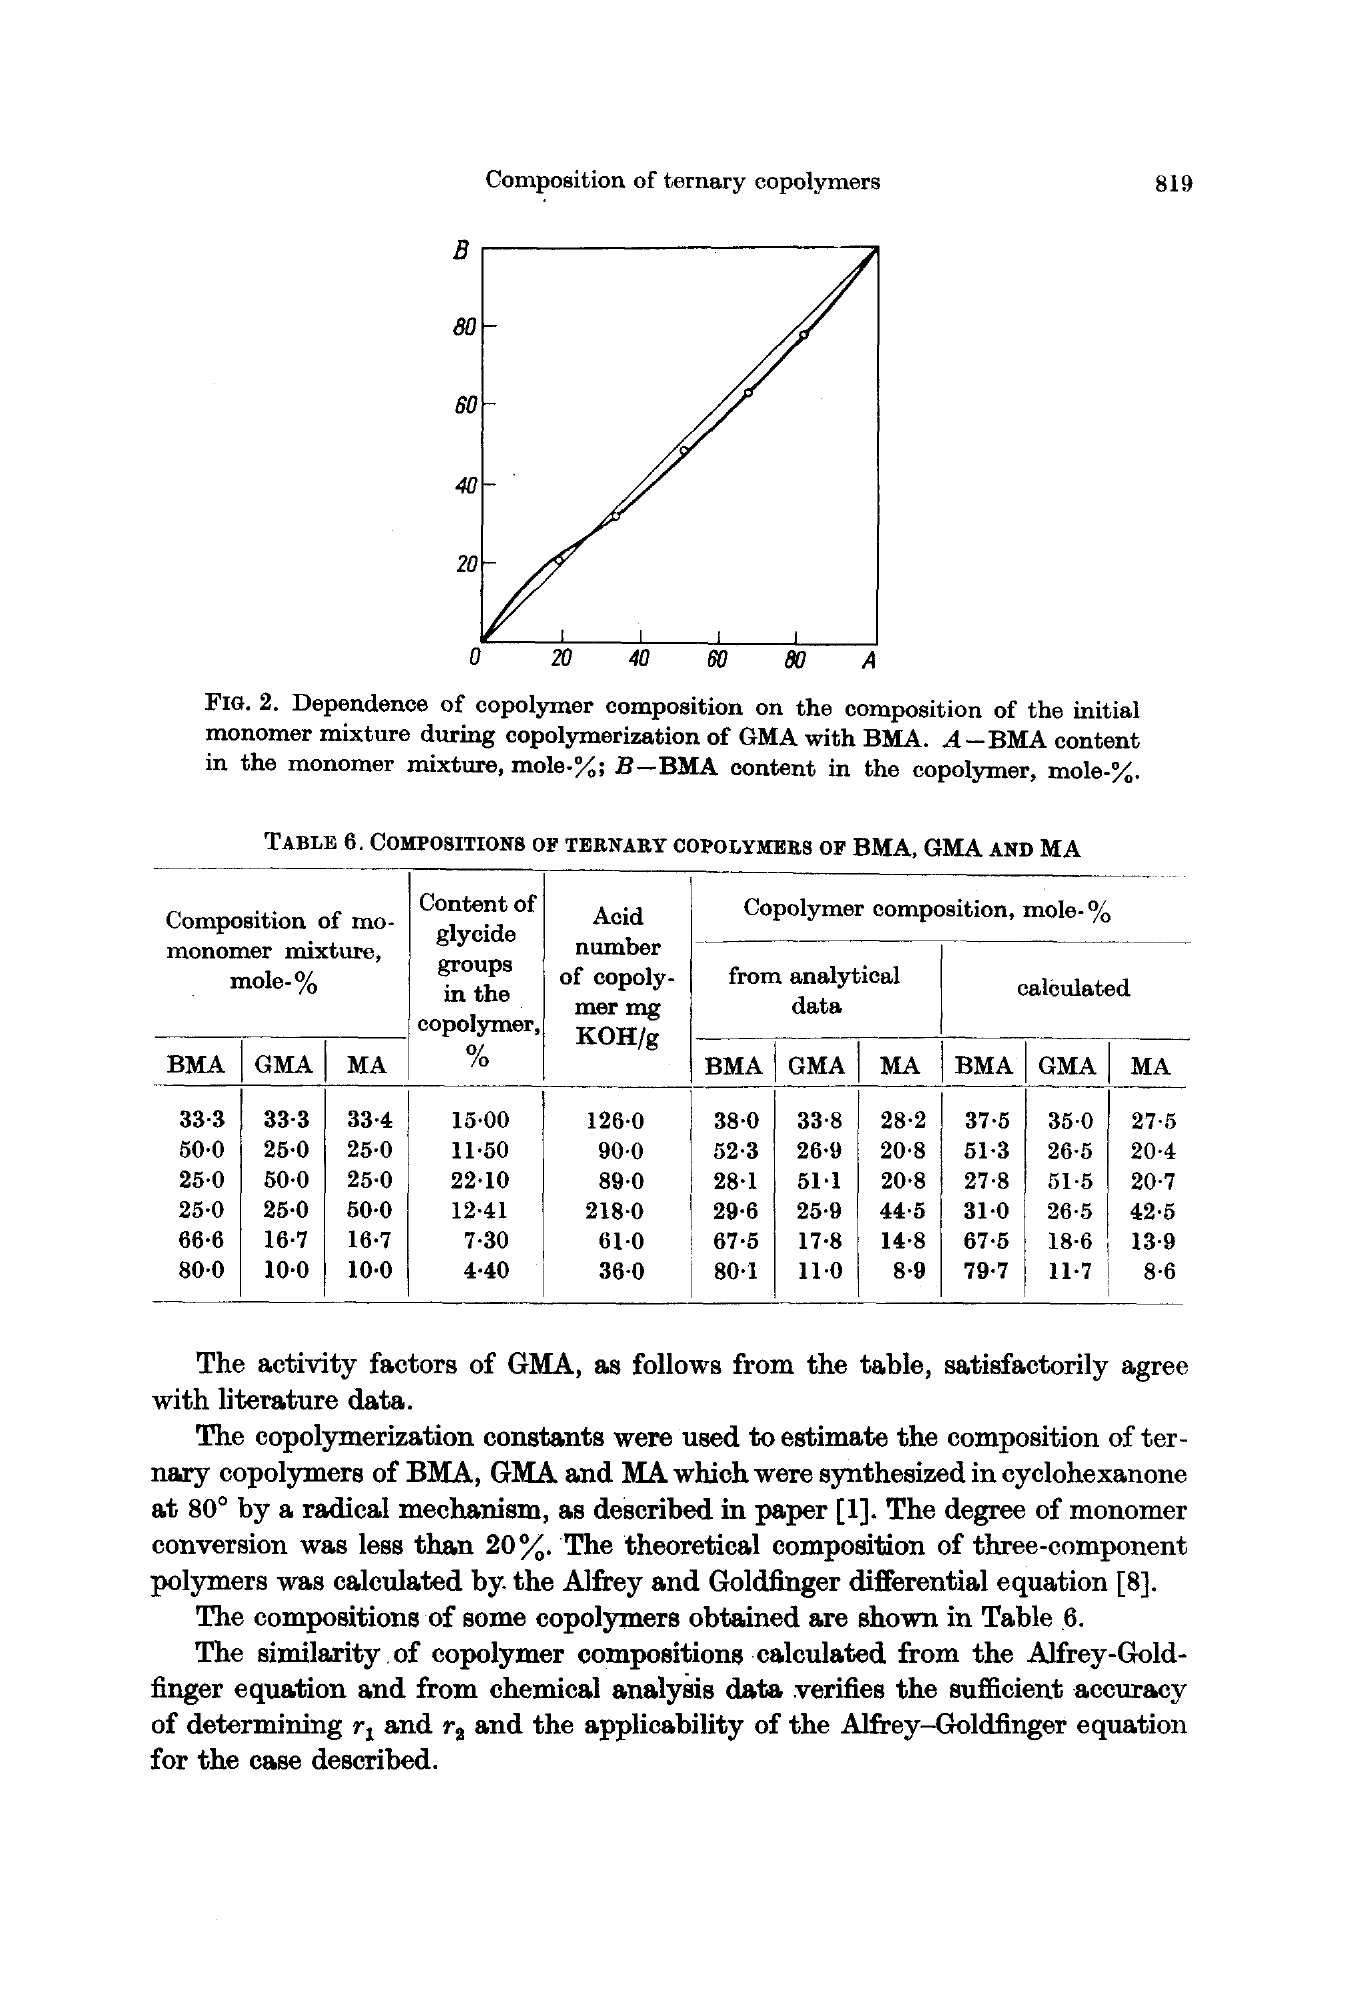 Composition of ternary copolymers 819
B
80
60
40
20
0 20 40 60 80 A
FIG. 2. Dependence of copolymer composition on the composition of the initial
monomer mixture during copolymerization of GMA with BMA. A—BMA content
in the monomer mixture, mole-%; B—BMA content in the copolymer, mole-%.
TABLE 6. COMPOSITIONS OF TERNARY COPOLYMERS OF BMA, GMA AND MA
Composition of mo-
monomer mixture,
mole-%
Content of
glycide
groups
in the
copolymer,
%
Acid
number
of copoly-
mer mg
KOH/g
Copolymer composition, mole-%
from analytical
data
calculated
BMA GMA MA BMA GMA MA BMA GMA MA
33·3 33·3 33·4 15·00 126·0 38·0 33·8 28·2 37·5 35·0 27·5
50·0 25·0 25·0 11·50 90·0 52·3 26·9 20·8 51·3 26·5 20·4
25·0 50·0 25·0 22·10 89·0 28·1 51·1 20·8 27·8 51·5 20·7
25·0 25·0 50·0 12·41 218·0 29·6 25·9 44·5 31·0 26·5 42·5
66·6 16·7 16·7 7·30 61·0 67·5 17·8 14·8 67·5 18·6 13·9
80·0 10·0 10·0 4·40 36·0 80·1 11·0 8·9 79·7 11·7 8·6
The activity factors of GMA, as follows from the table, satisfactorily agree
with literature data.
The copolymerization constants were used to estimate the composition of ter-
nary copolymers of BMA, GMA and MA which were synthesized in cyclohexanone
at 80° by a radical mechanism, as described in paper [1]. The degree of monomer
conversion was less than 20%. The theoretical composition of three-component
polymers was calculated by the Alfrey and Goldfinger differential equation [8].
The compositions of some copolymers obtained are shown in Table 6.
The similarity of copolymer compositions calculated from the Alfrey-Gold-
finger equation and from chemical analysis data verifies the sufficient accuracy
of determining r₁ and r₂ and the applicability of the Alfrey–Goldfinger equation
for the case described.